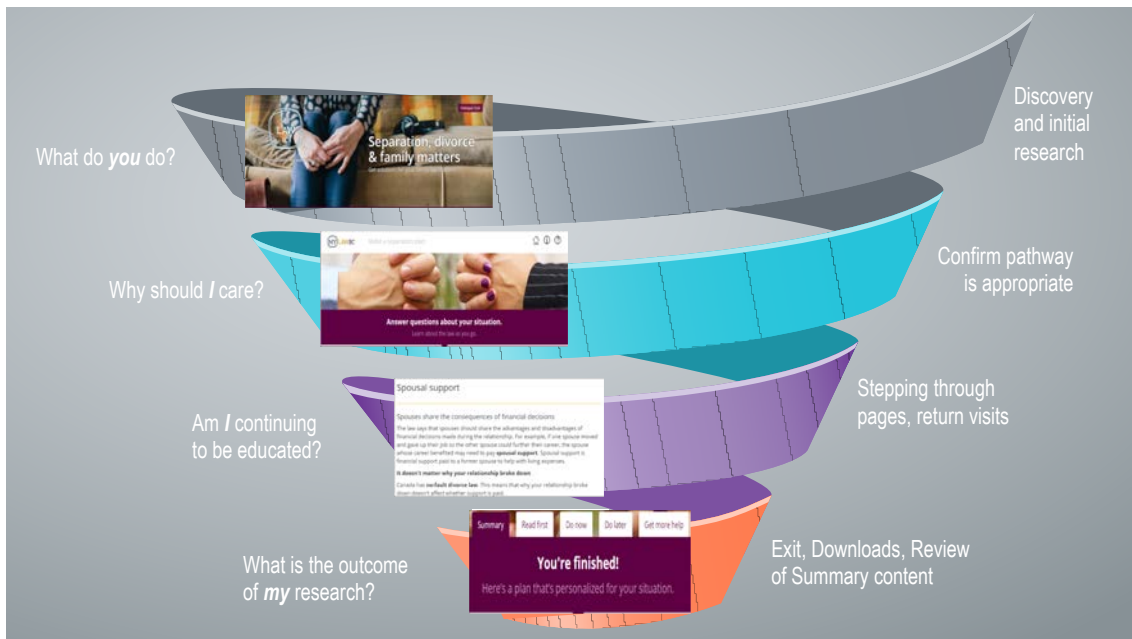 What do you do?
Separation, divorce
& family matters
Discovery
and initial
research
Why should I care?
Answer questions about your situation.
Learn about the law as you go.
Confirm pathway
is appropriate
Am I continuing
to be educated?
Spousal support
Spouses share the consequences of financial decisions
The law says that spouses should share the advantages and disadvantages of
financial decisions made during the relationship. For example, if one spouse moved
and gave up their job so the other spouse could further their career, the spouse
whose career benefited may need to pay spousal support. Spousal support is
financial support paid to a former spouse to help with living expenses.
It doesn't matter why your relationship broke down
Canada has no-fault divorce law. This means that why your relationship broke
down doesn't affect whether support is paid.
Stepping through
pages, return visits
What is the outcome
of my research?
Summary
Read first
Do now
Do later
Get more help
You're finished!
Here's a plan that's personalized for your situation.
Exit, Downloads, Review
of Summary content